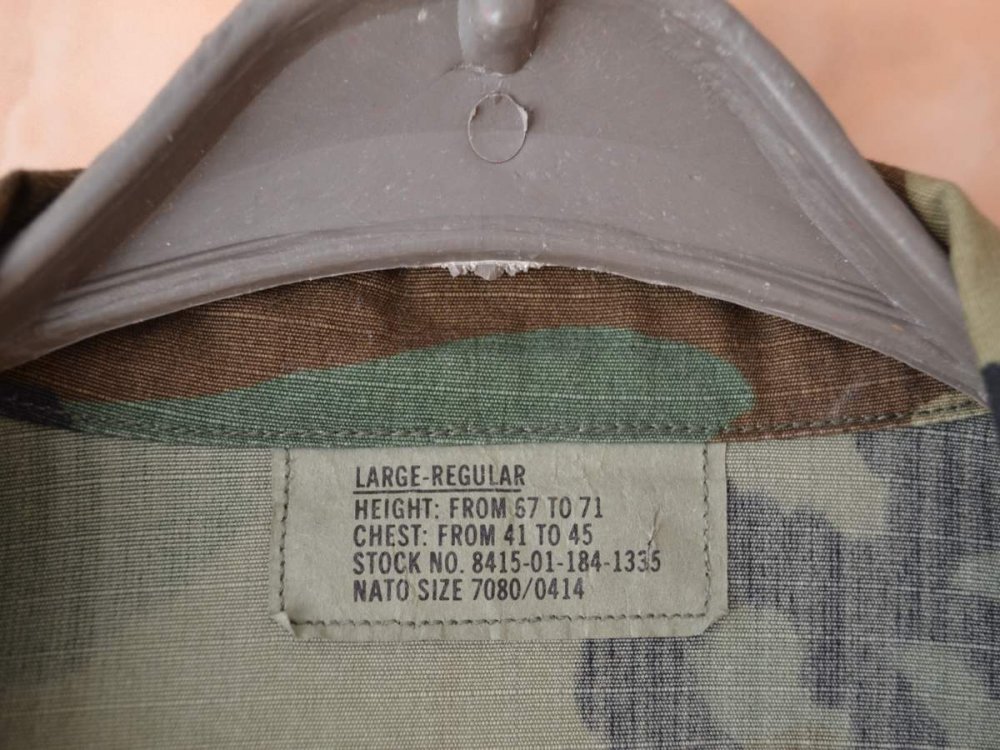 LARGE-REGULAR
HEIGHT: FROM 67 TO 71
CHEST: FROM 41 TO 45
STOCK NO. 8415-01-184-1335
NATO SIZE 7080/0414